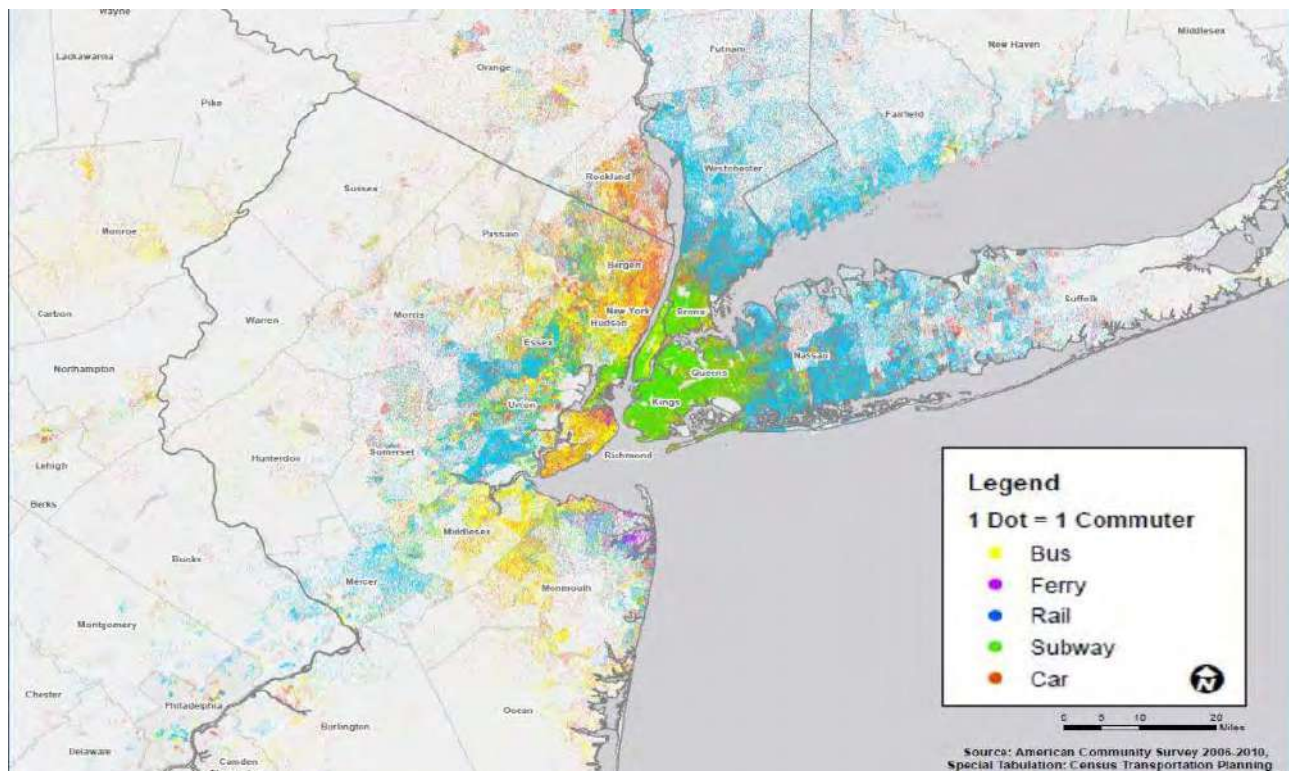 Wayne
Middlesex
Lackawanna
Putnam
New Haven
Orange
Pike
Fairfield
Westchester
Rockland
Sussex
Monroe
Passaic
Bergen
Suffolk
Carbon
Warren
Morris
New York
Bronx
Hudson
Essex
Nassau
Northampton
Queens
Union
Kings
Lehigh
Hunterdon
Somerset
Richmond
Berks
Middlesex
Bucks
Mercer
Monmouth
Montgomery
Chester
Philadelphia
Ocean
Burlington
Delaware
Camden
Legend
1 Dot = 1 Commuter
Bus
Ferry
Rail
Subway
Car
N
0 5 10 20
Miles
Source: American Community Survey 2006-2010,
Special Tabulation: Census Transportation Planning